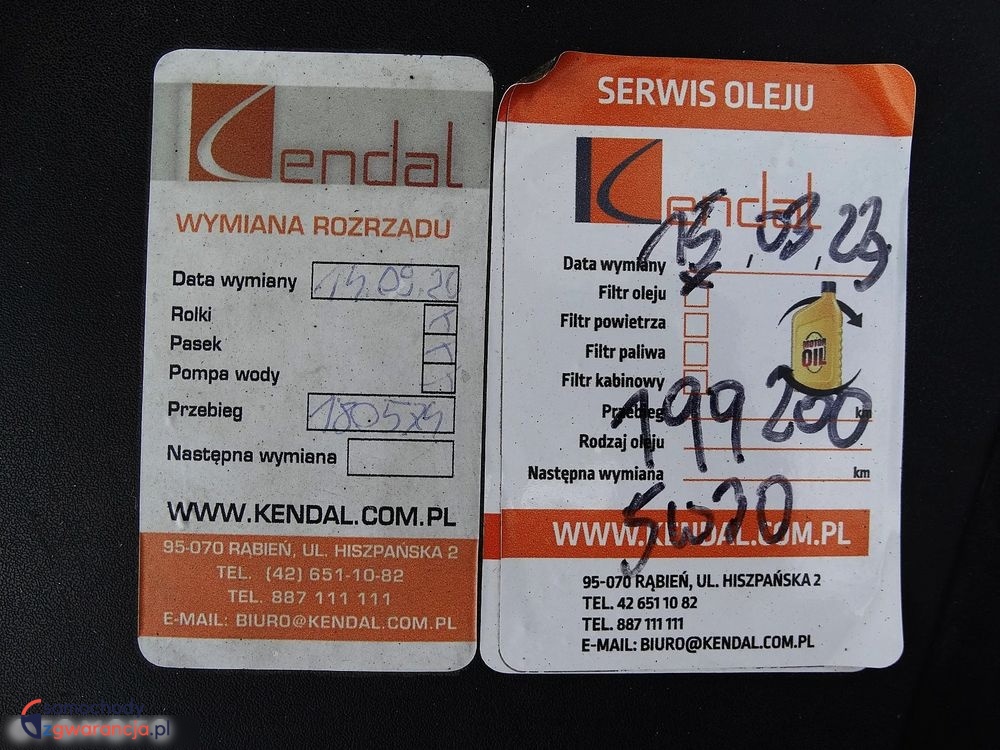 Kendal
WYMIANA ROZRZĄDU
Data wymiany 14.09.20
Rolki x
Pasek x
Pompa wody x
Przebieg
Następna wymiana
WWW.KENDAL.COM.PL
95-070 RĄBIEŃ, UL. HISZPAŃSKA 2
TEL. (42) 651-10-82
TEL. 887 111 111
E-MAIL: BIURO@KENDAL.COM.PL
SERWIS OLEJU
Kendal
Data wymiany 15,03,23
Filtr oleju x
Filtr powietrza
Filtr paliwa
Filtr kabinowy
MOTOR
OIL
Przebieg 199200 km
Rodzaj oleju
Następna wymiana km
5W30
WWW.KENDAL.COM.PL
95-070 RĄBIEŃ, UL. HISZPAŃSKA 2
TEL. 42 651 10 82
TEL. 887 111 111
E-MAIL: BIURO@KENDAL.COM.PL
samochody
zgwarancja.pl